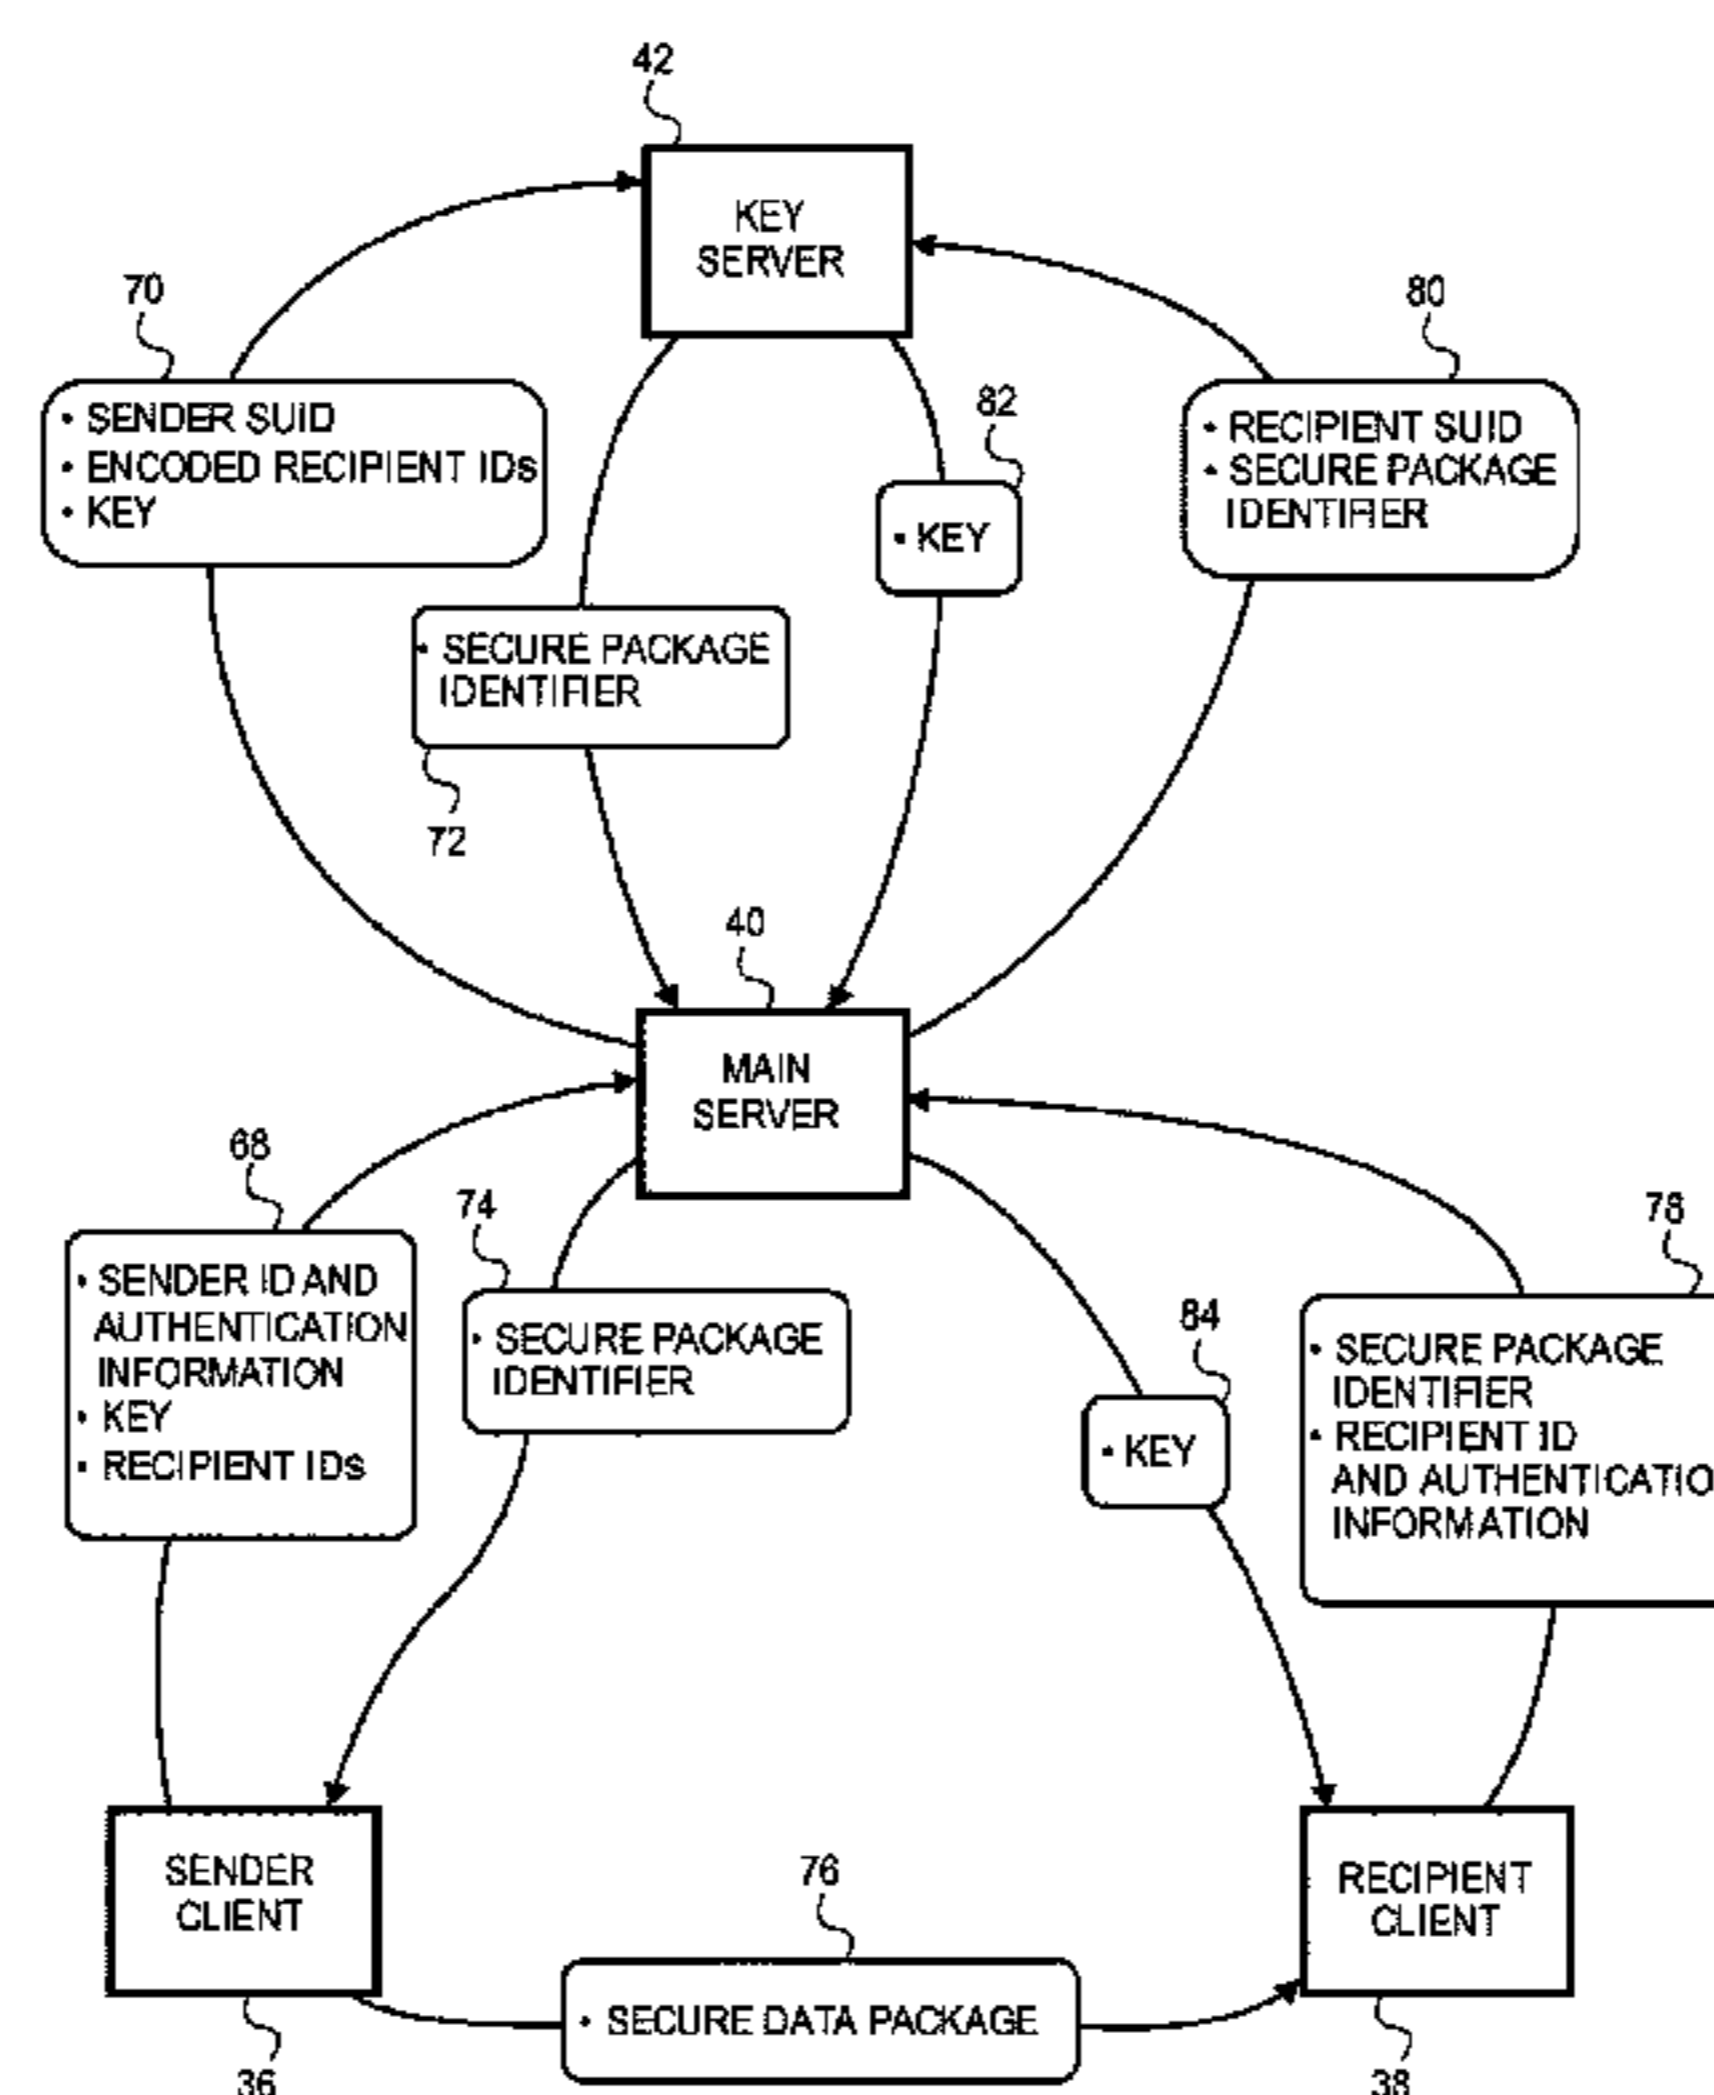 42
KEY
SERVER
70
• SENDER SUID
• ENCODED RECIPIENT IDs
• KEY
82
• KEY
80
• RECIPIENT SUID
• SECURE PACKAGE
IDENTIFIER
• SECURE PACKAGE
IDENTIFIER
72
40
MAIN
SERVER
68
• SENDER ID AND
AUTHENTICATION
INFORMATION
• KEY
• RECIPIENT IDs
74
• SECURE PACKAGE
IDENTIFIER
84
• KEY
78
• SECURE PACKAGE
IDENTIFIER
• RECIPIENT ID
AND AUTHENTICATIO
INFORMATION
SENDER
CLIENT
36
76
• SECURE DATA PACKAGE
RECIPIENT
CLIENT
38